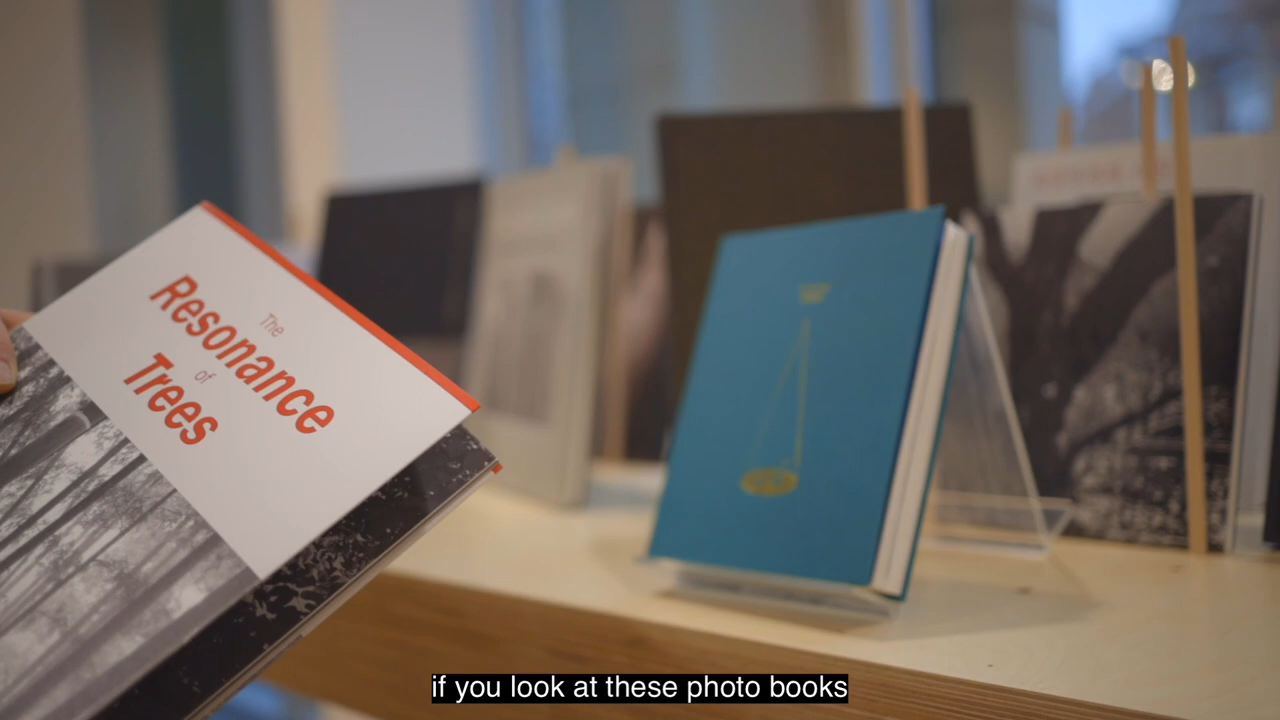 The
Resonance
of
Trees
if you look at these photo books